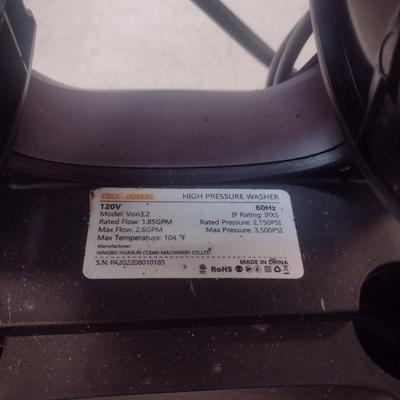 HIGH PRESSURE WASHER
120V 60Hz
Model: Von3.2 IP Rating: IPX5
Rated Flow: 1.85GPM Rated Pressure: 2,150PSI
Max Flow: 2.6GPM Max Pressure: 3,500PSI
Max Temperature: 104 °F
Manufacturer:
NINGBO HUAXUN CLEAN MACHINERY CO.,LTD.
S.N: PA202208010185 RoHS MADE IN CHINA